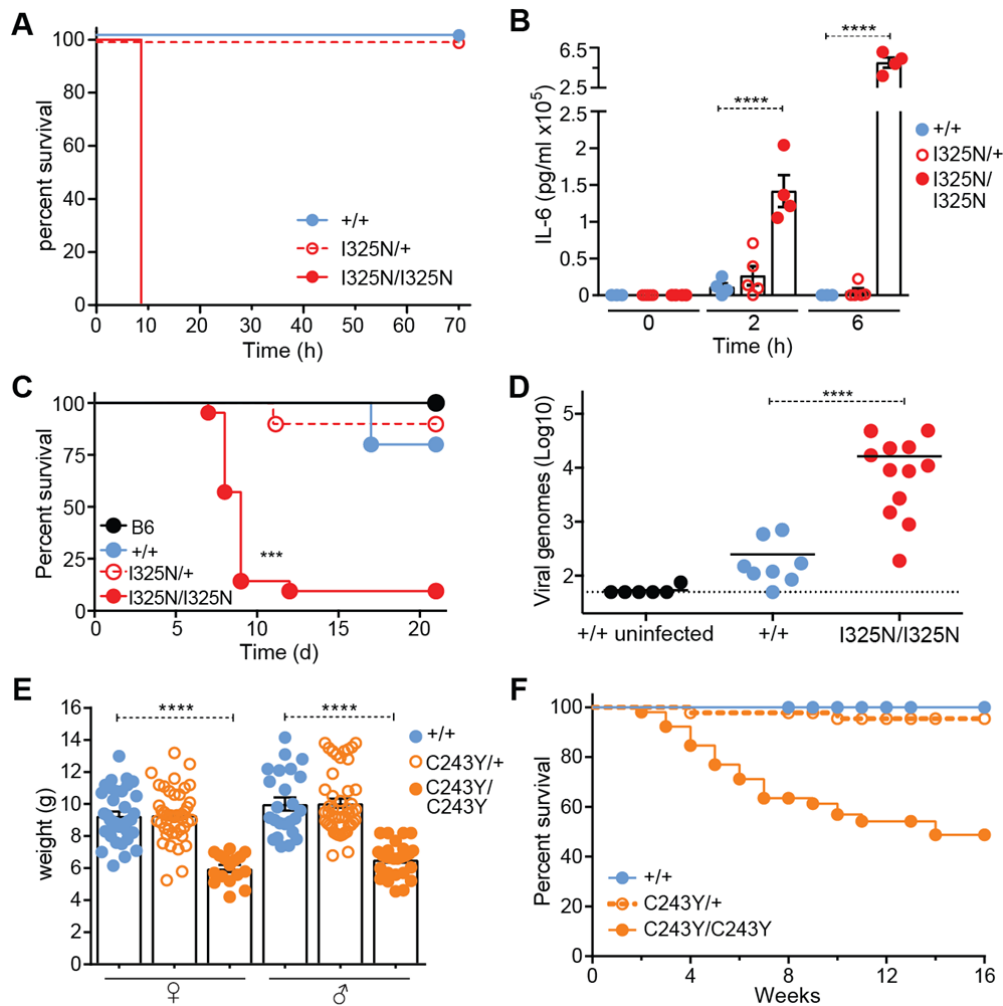 A
percent survival
100
80
60
40
20
0
0 10 20 30 40 50 60 70
Time (h)
+/+
I325N/+
I325N/I325N
B
IL-6 (pg/ml x10⁵)
6.5
2.5
2.5
2
1.5
1
0.5
0
****
****
0 2 6
Time (h)
+/+
I325N/+
I325N/
I325N
C
Percent survival
100
75
50
25
0
0 5 10 15 20
Time (d)
B6
+/+
I325N/+
I325N/I325N
***
D
Viral genomes (Log10)
5
4
3
2
****
+/+ uninfected +/+ I325N/I325N
E
weight (g)
16
14
12
10
8
6
4
2
0
**** ****
+/+
C243Y/+
C243Y/
C243Y
♀ ♂
F
Percent survival
100
80
60
40
20
0
0 4 8 12 16
Weeks
+/+
C243Y/+
C243Y/C243Y